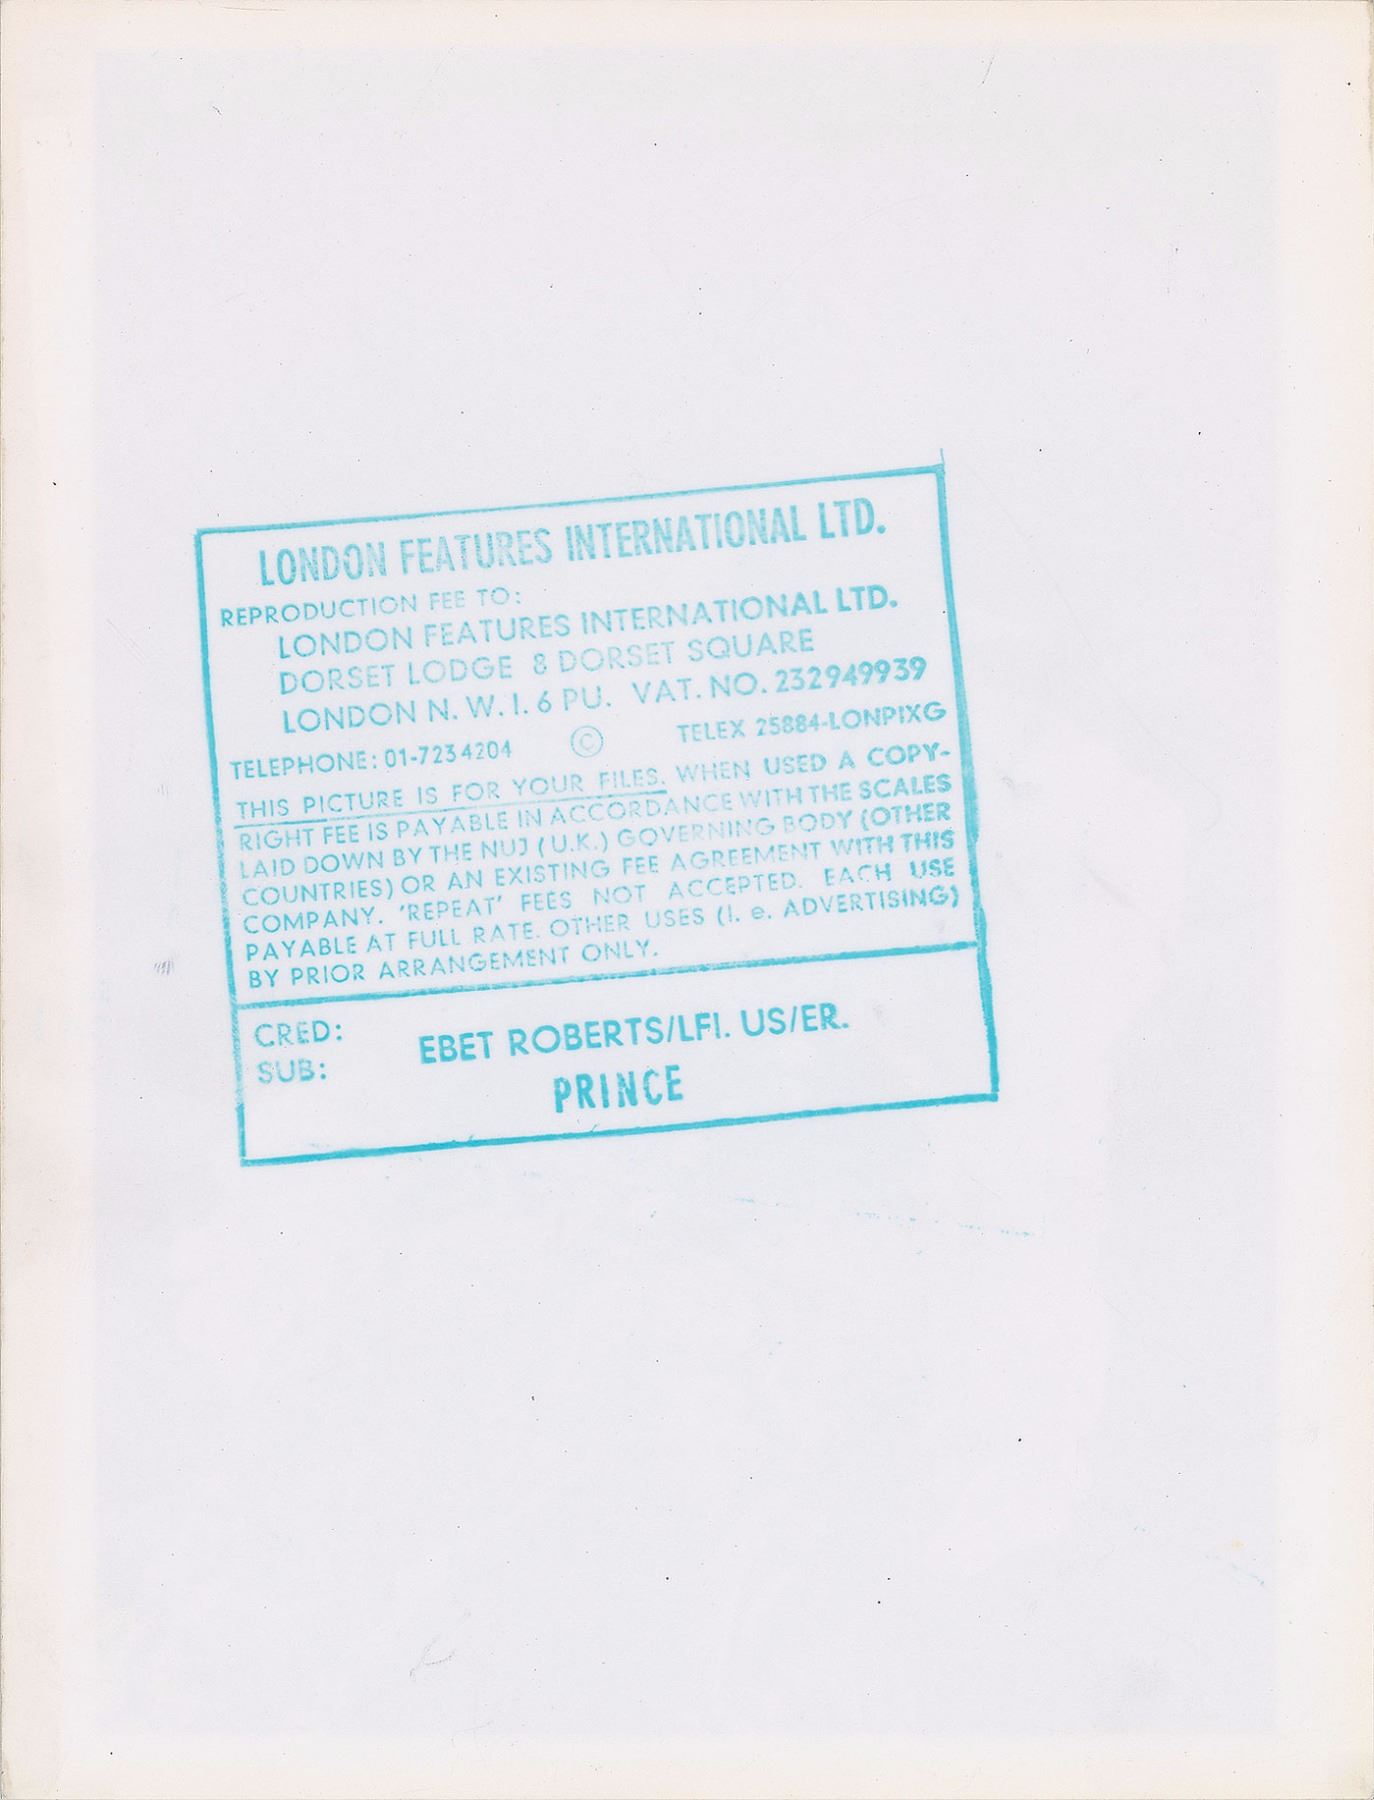 LONDON FEATURES INTERNATIONAL LTD.
REPRODUCTION FEE TO:
LONDON FEATURES INTERNATIONAL LTD.
DORSET LODGE 8 DORSET SQUARE
LONDON N. W. I. 6 PU. VAT. NO. 232949939
TELEPHONE: 01-723 4204 © TELEX 25884-LONPIXG
THIS PICTURE IS FOR YOUR FILES. WHEN USED A COPY-
RIGHT FEE IS PAYABLE IN ACCORDANCE WITH THE SCALES
LAID DOWN BY THE NUJ (U.K.) GOVERNING BODY (OTHER
COUNTRIES) OR AN EXISTING FEE AGREEMENT WITH THIS
COMPANY. 'REPEAT' FEES NOT ACCEPTED. EACH USE
PAYABLE AT FULL RATE. OTHER USES (I. e. ADVERTISING)
BY PRIOR ARRANGEMENT ONLY.
CRED: EBET ROBERTS/LFI. US/ER.
SUB: PRINCE